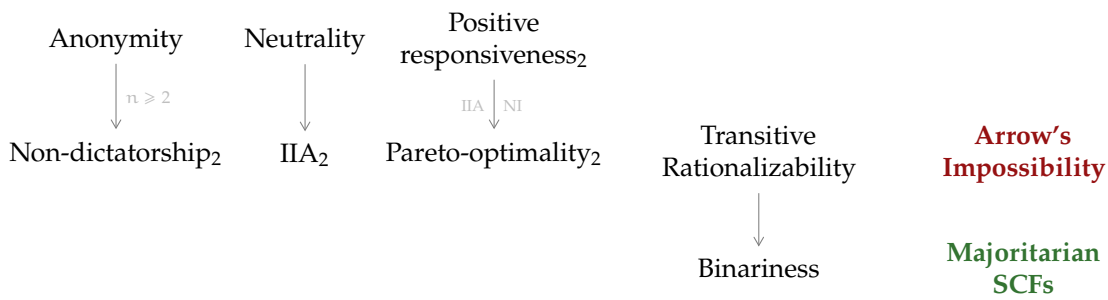 Anonymity
Neutrality
Positive
responsiveness₂
n ⩾ 2
IIA
NI
Non-dictatorship₂
IIA₂
Pareto-optimality₂
Transitive
Rationalizability
Arrow's
Impossibility
Binariness
Majoritarian
SCFs